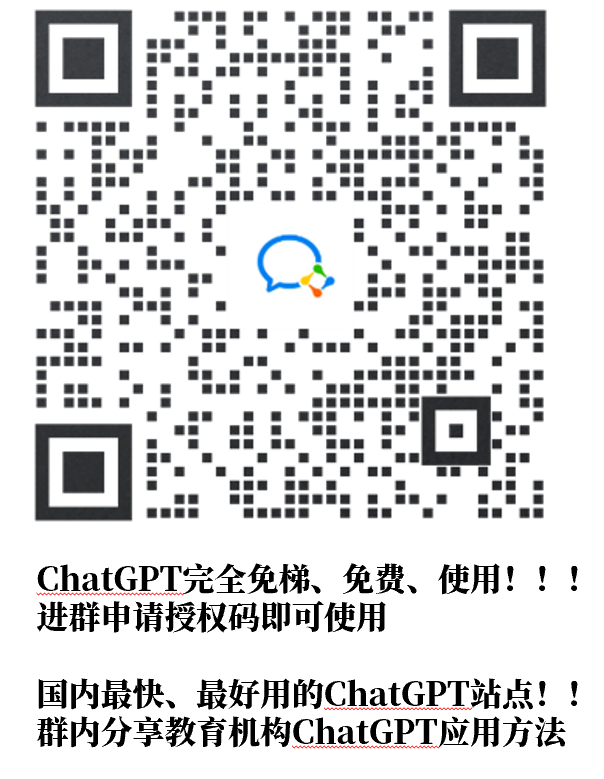 ChatGPT完全免梯、免费、使用！！！
进群申请授权码即可使用
国内最快、最好用的ChatGPT站点！！
群内分享教育机构ChatGPT应用方法